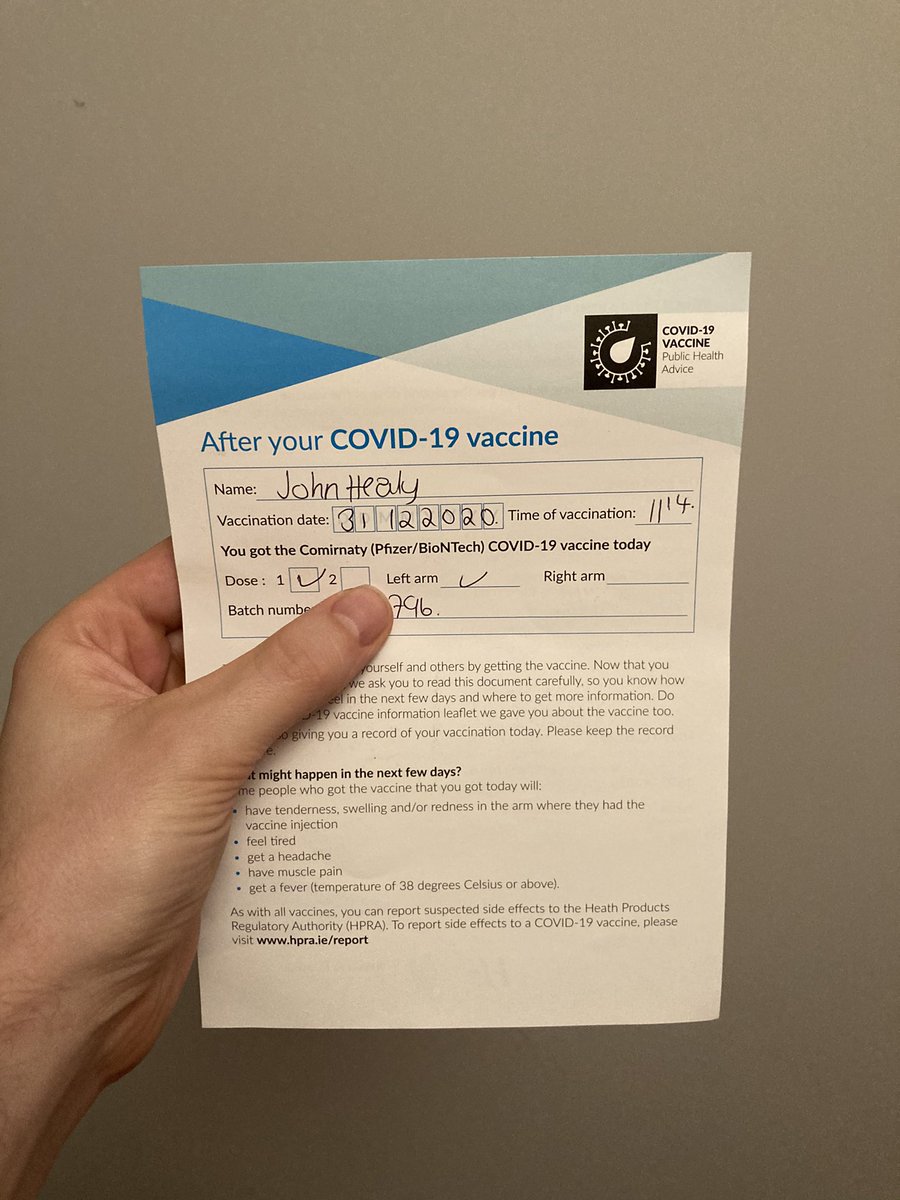 COVID-19
VACCINE
Public Health
Advice
After your COVID-19 vaccine
Name: John Healy
Vaccination date: 31 12 2020. Time of vaccination: 1114.
You got the Comirnaty (Pfizer/BioNTech) COVID-19 vaccine today
Dose : 1 ✓ 2 Left arm ✓ Right arm
Batch numbe 796.
yourself and others by getting the vaccine. Now that you
we ask you to read this document carefully, so you know how
eel in the next few days and where to get more information. Do
-19 vaccine information leaflet we gave you about the vaccine too.
so giving you a record of your vaccination today. Please keep the record
e.
at might happen in the next few days?
me people who got the vaccine that you got today will:
• have tenderness, swelling and/or redness in the arm where they had the
vaccine injection
• feel tired
• get a headache
• have muscle pain
• get a fever (temperature of 38 degrees Celsius or above).
As with all vaccines, you can report suspected side effects to the Heath Products
Regulatory Authority (HPRA). To report side effects to a COVID-19 vaccine, please
visit www.hpra.ie/report